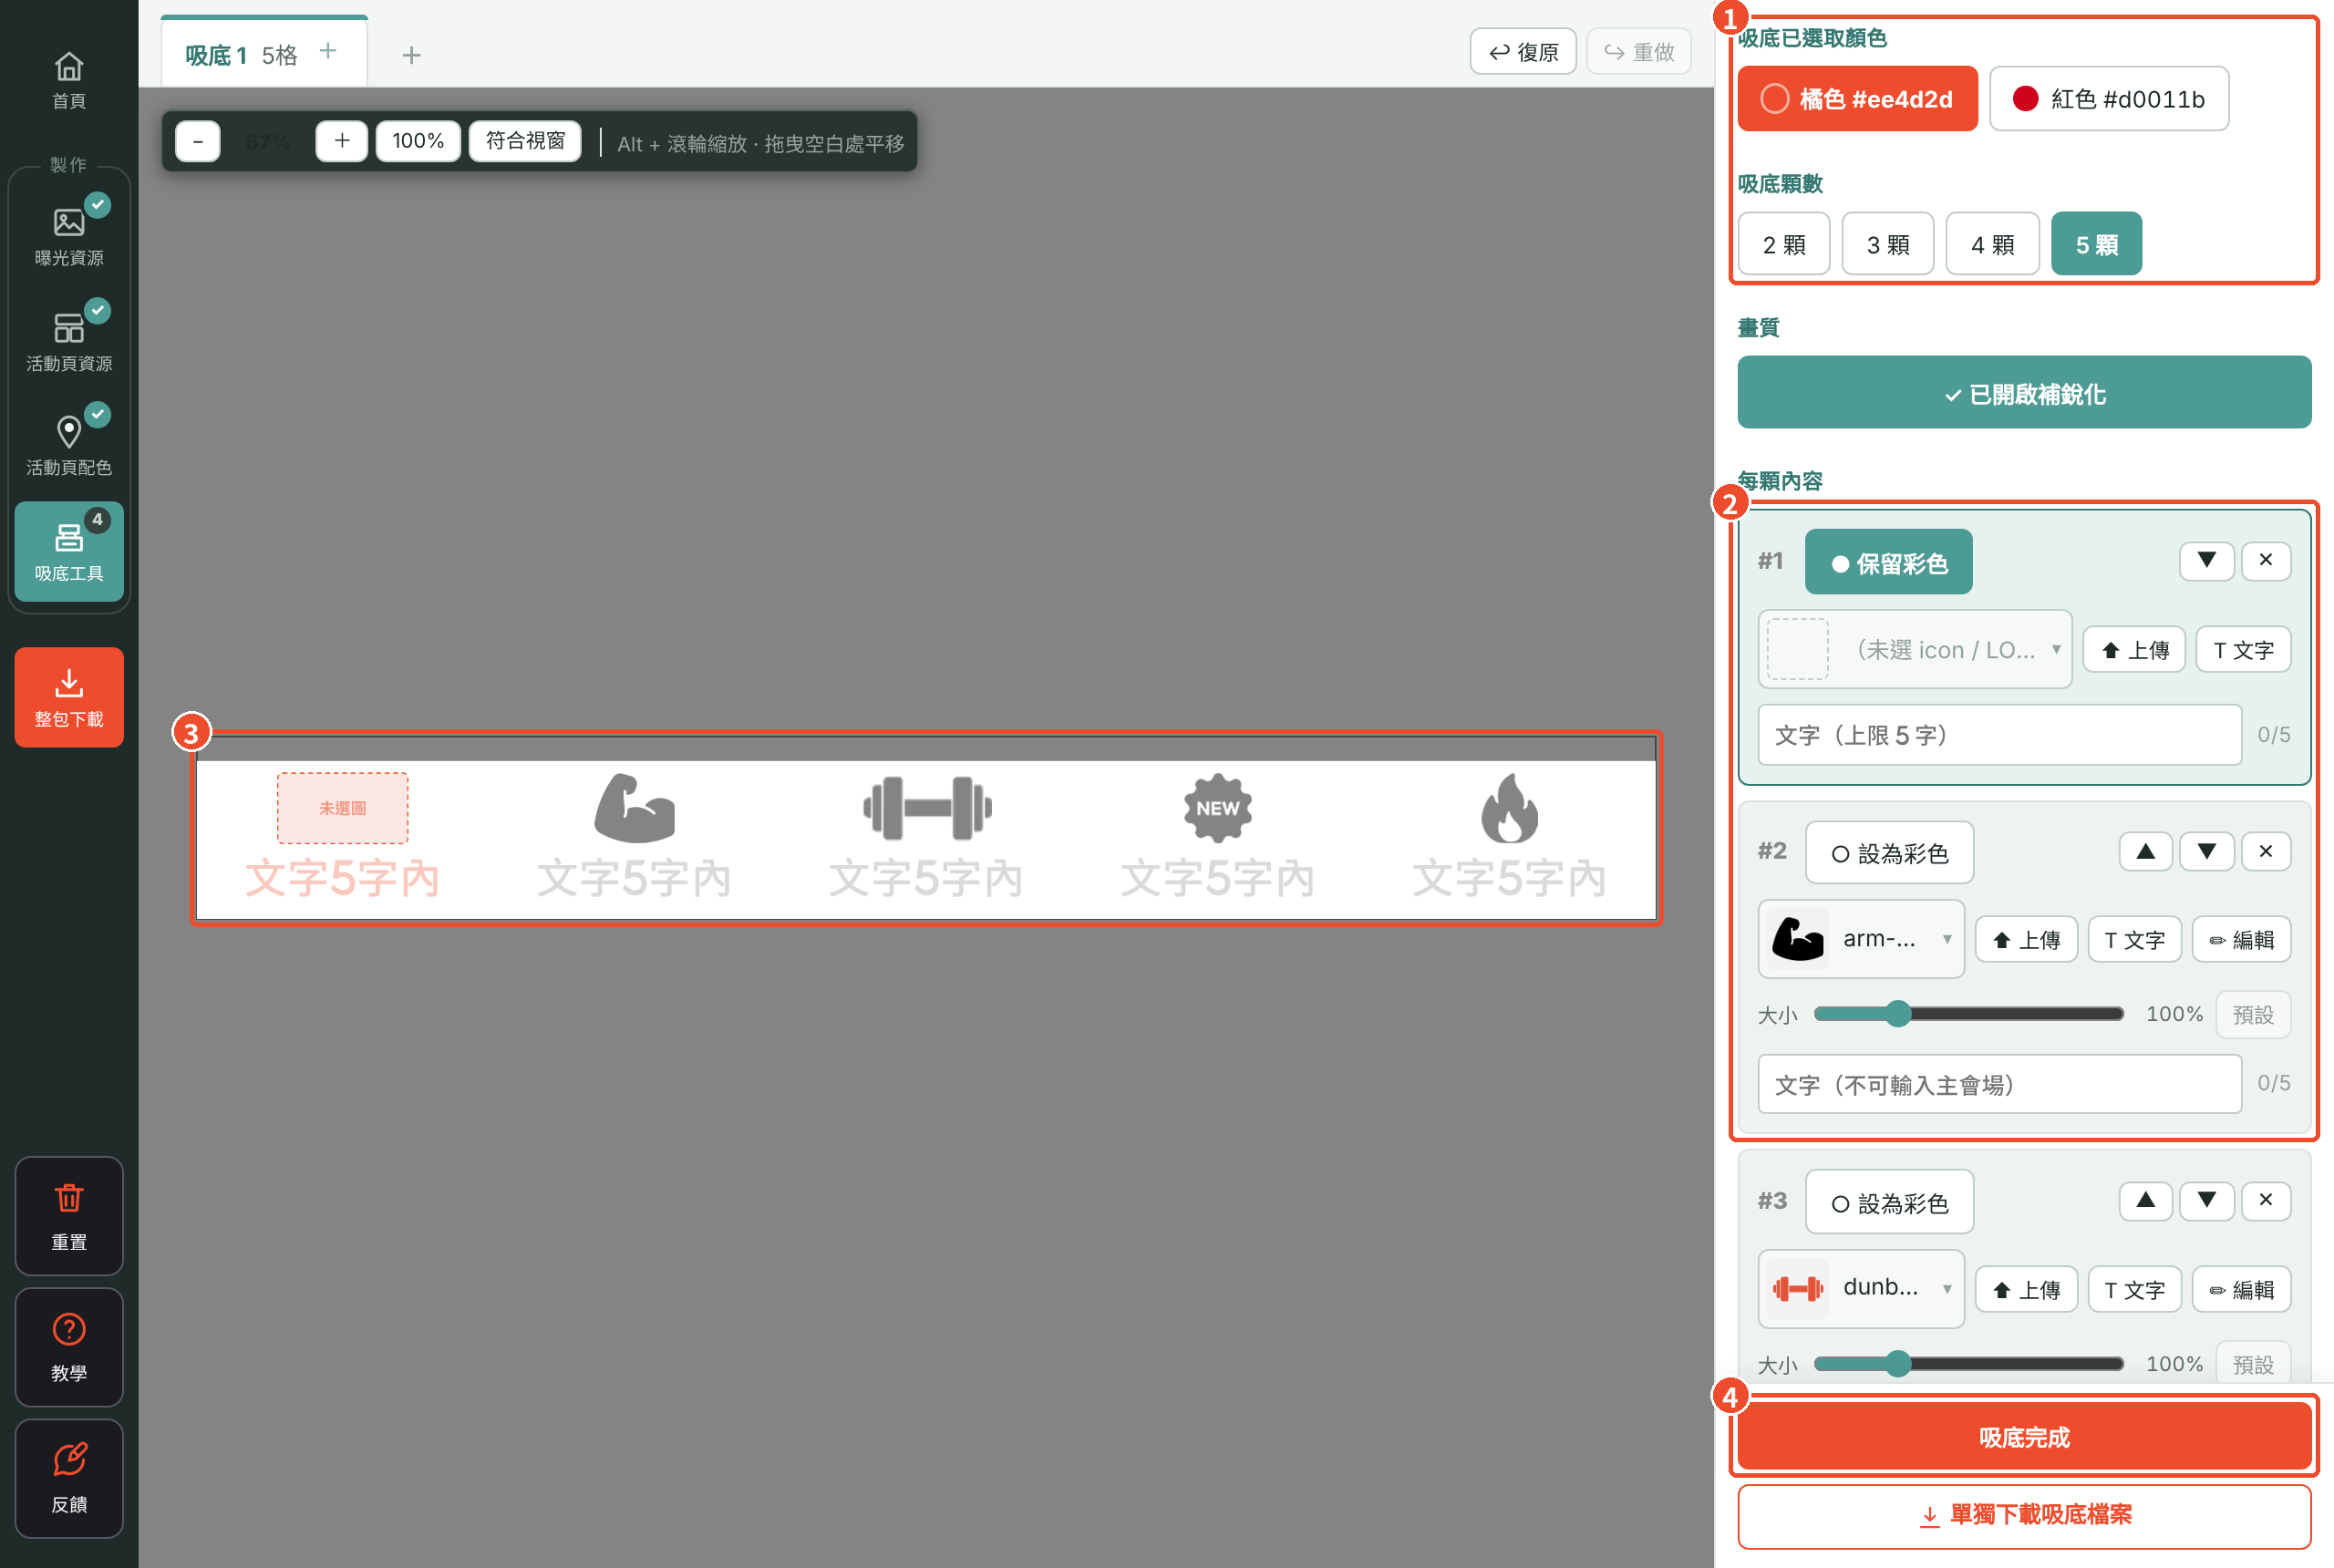 首頁
製作
曝光資源
活動頁資源
活動頁配色
4
吸底工具
整包下載
重置
教學
反饋
吸底 1 5格 +
+
↩ 復原
↪ 重做
- 67% + 100% 符合視窗 Alt + 滾輪縮放 · 拖曳空白處平移
3
未選圖
NEW
文字5字內 文字5字內 文字5字內 文字5字內 文字5字內
1
吸底已選取顏色
橘色 #ee4d2d 紅色 #d0011b
吸底顆數
2 顆 3 顆 4 顆 5 顆
畫質
✓ 已開啟補銳化
每顆內容
2
#1 保留彩色 ▼ ✕
（未選 icon / LO... ▾ 上傳 T 文字
文字（上限 5 字） 0/5
#2 設為彩色 ▲ ▼ ✕
arm-... ▾ 上傳 T 文字 ✏ 編輯
大小 100% 預設
文字（不可輸入主會場） 0/5
#3 設為彩色 ▲ ▼ ✕
dunb... ▾ 上傳 T 文字 ✏ 編輯
大小 100% 預設
4
吸底完成
單獨下載吸底檔案